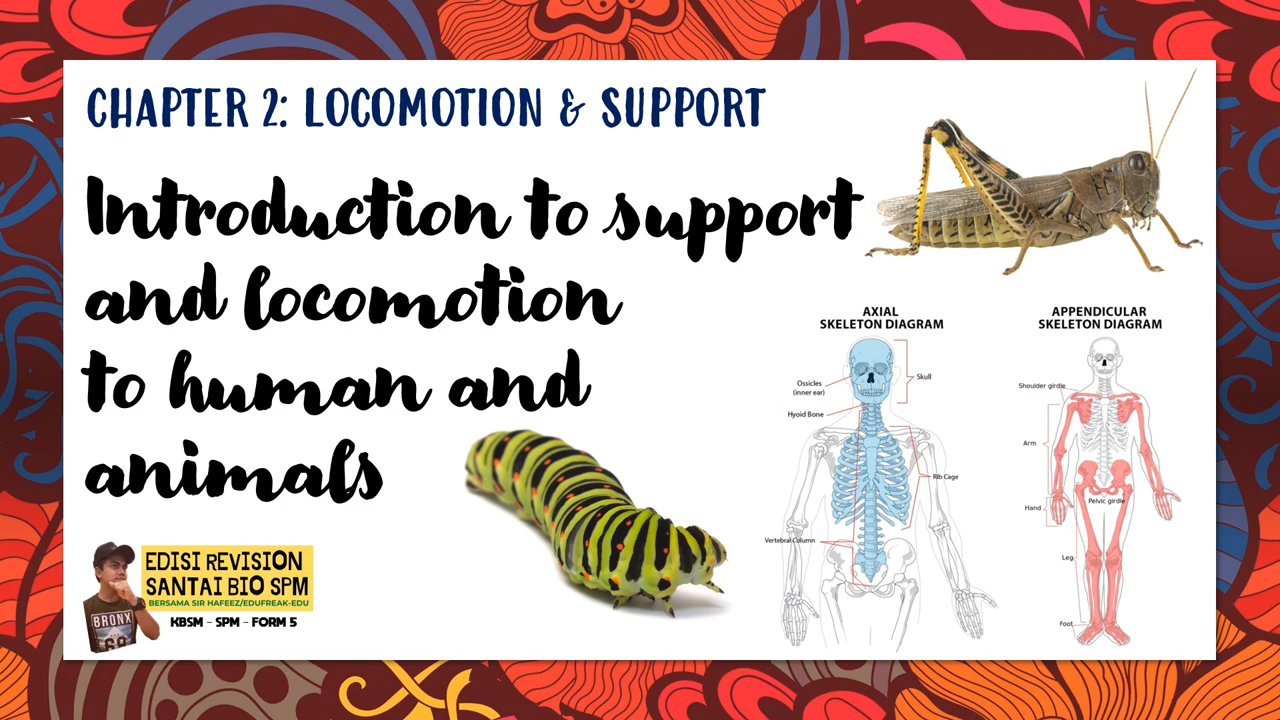 CHAPTER 2: LOCOMOTION & SUPPORT
Introduction to support
and locomotion
to human and
animals
AXIAL
SKELETON DIAGRAM
Ossicles
(inner ear)
Skull
Hyoid Bone
Rib Cage
Vertebral Column
APPENDICULAR
SKELETON DIAGRAM
Shoulder girdle
Arm
Pelvic girdle
Hand
Leg
Foot
EDISI REVISION
SANTAI BIO SPM
BERSAMA SIR HAFEEZ/EDUFREAK-EDU
KBSM - SPM - FORM 5
BRONX